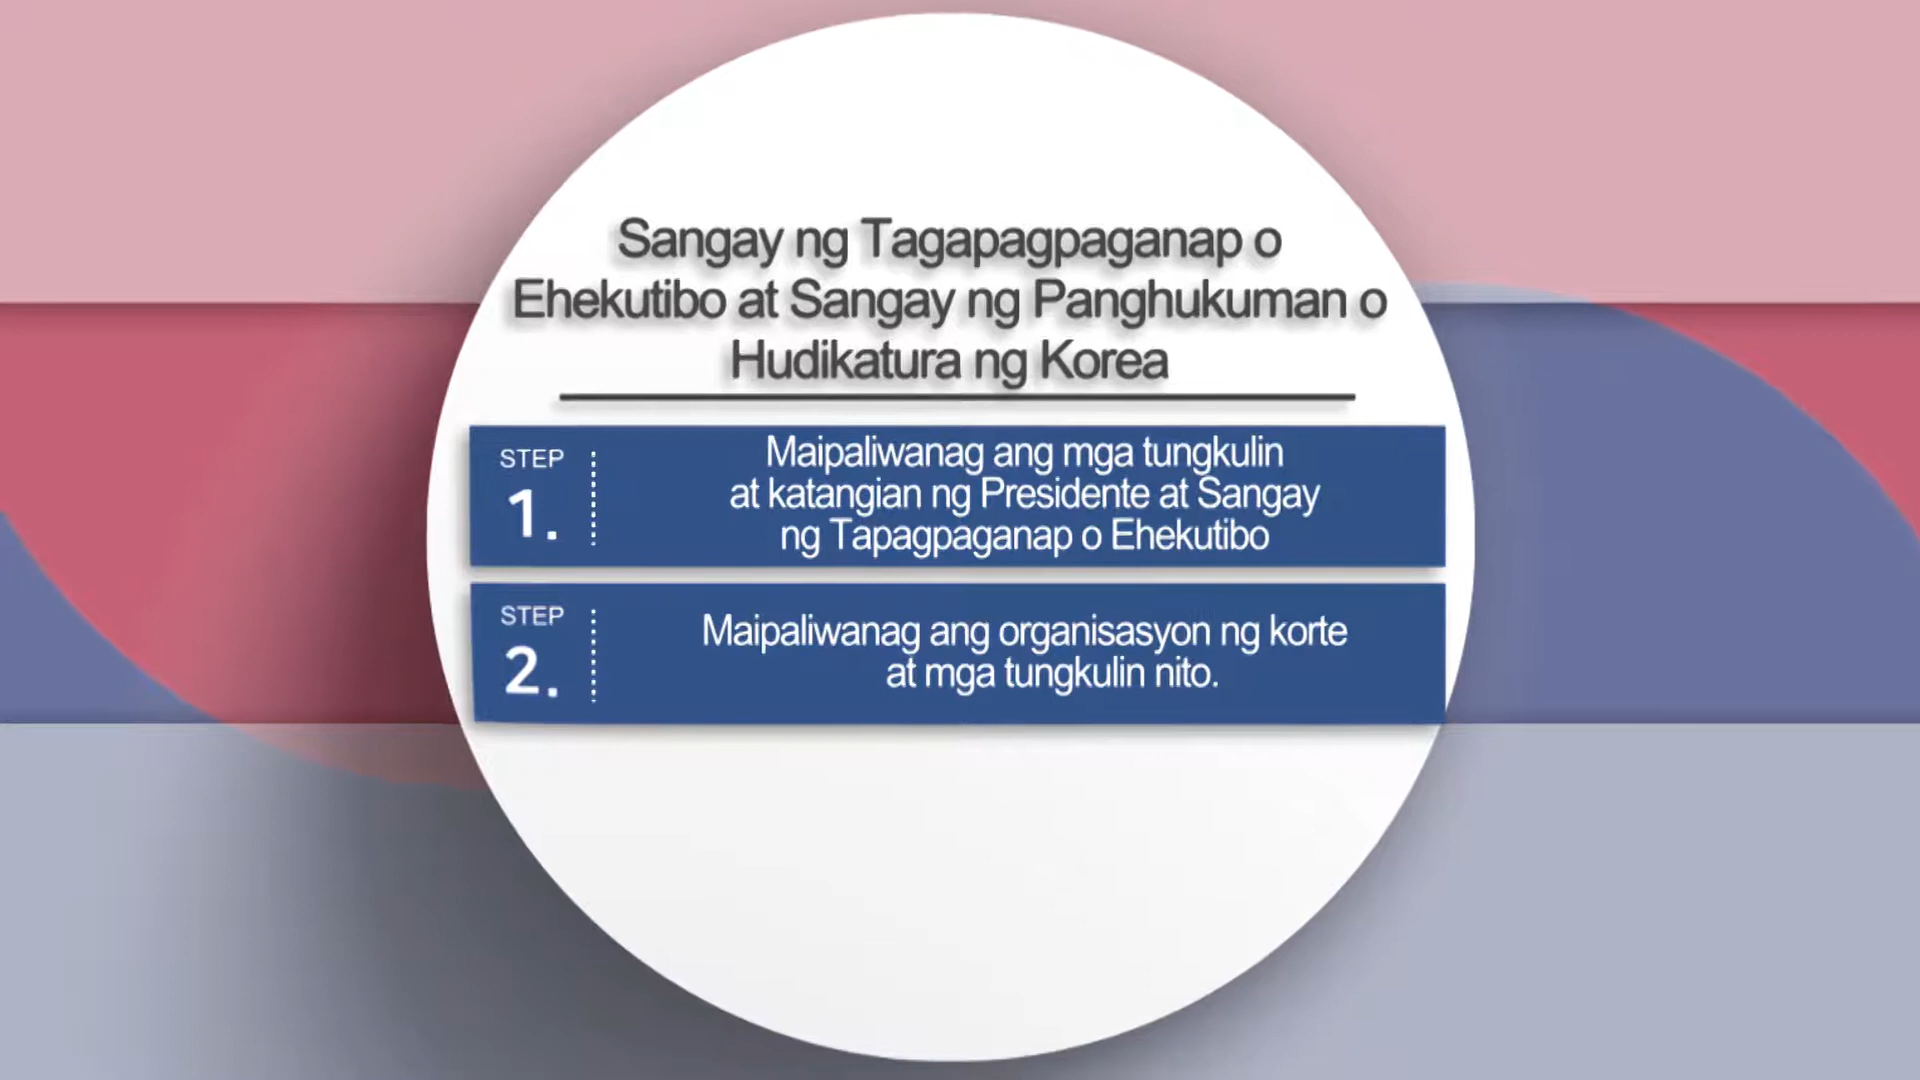 Sangay ng Tagapagpaganap o
Ehekutibo at Sangay ng Panghukuman o
Hudikatura ng Korea
STEP
1.
Maipaliwanag ang mga tungkulin
at katangian ng Presidente at Sangay
ng Tapagpaganap o Ehekutibo
STEP
2.
Maipaliwanag ang organisasyon ng korte
at mga tungkulin nito.